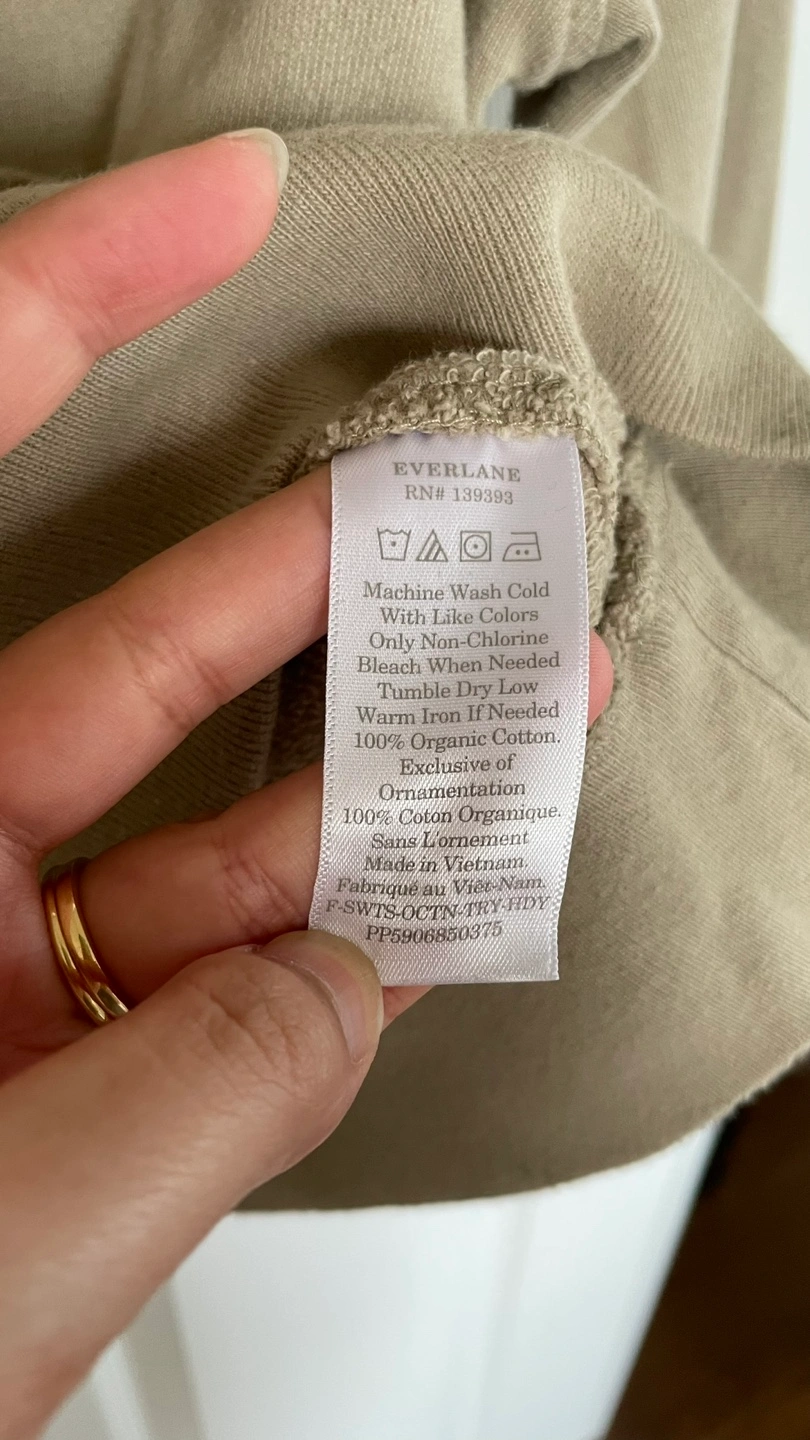 EVERLANE
RN# 139393
Machine Wash Cold
With Like Colors
Only Non-Chlorine
Bleach When Needed
Tumble Dry Low
Warm Iron If Needed
100% Organic Cotton.
Exclusive of
Ornamentation
100% Coton Organique.
Sans L'ornement
Made in Vietnam.
Fabriqué au Viêt-Nam.
F-SWTS-OCTN-TRY-HDY
PP5906850375